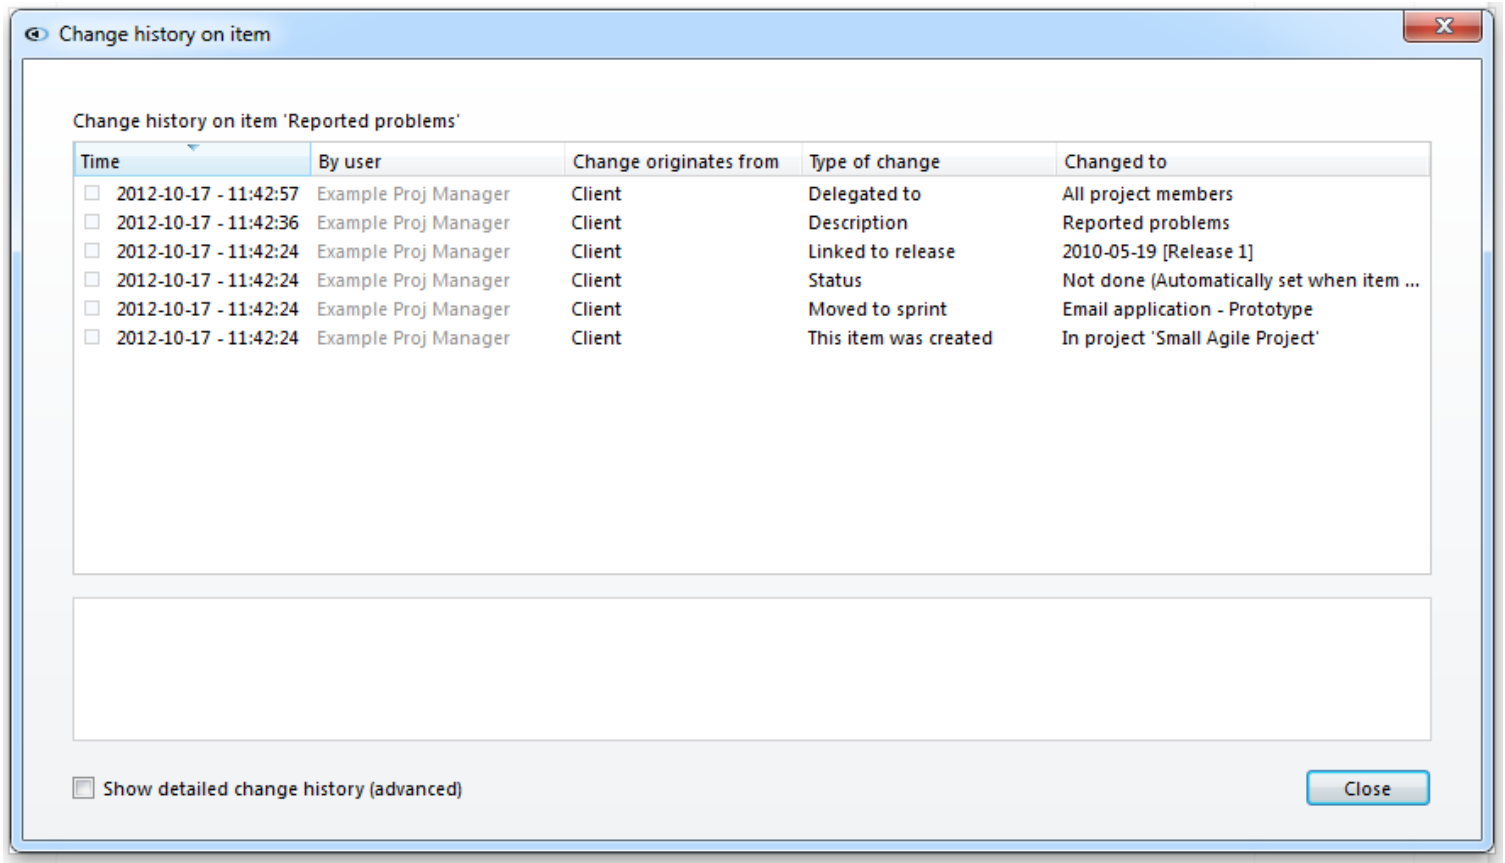 Change history on item
Change history on item 'Reported problems'
Time By user Change originates from Type of change Changed to
2012-10-17 - 11:42:57 Example Proj Manager Client Delegated to All project members
2012-10-17 - 11:42:36 Example Proj Manager Client Description Reported problems
2012-10-17 - 11:42:24 Example Proj Manager Client Linked to release 2010-05-19 [Release 1]
2012-10-17 - 11:42:24 Example Proj Manager Client Status Not done (Automatically set when item ...
2012-10-17 - 11:42:24 Example Proj Manager Client Moved to sprint Email application - Prototype
2012-10-17 - 11:42:24 Example Proj Manager Client This item was created In project 'Small Agile Project'
Show detailed change history (advanced)
Close